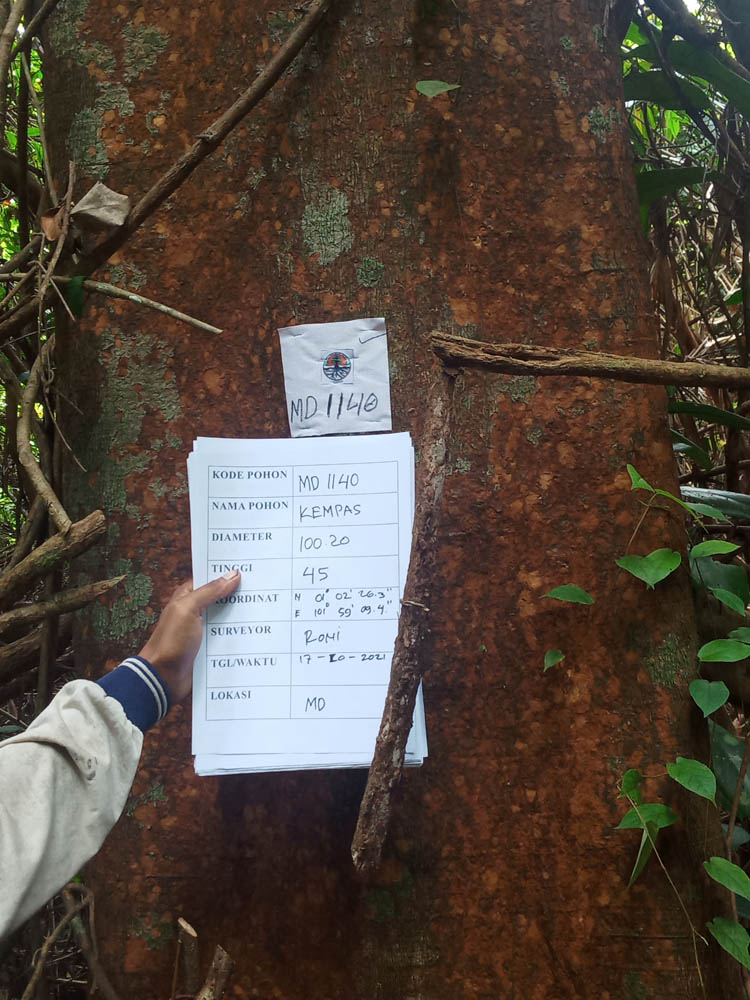 MD 1140
KODE POHON MD 1140
NAMA POHON KEMPAS
DIAMETER 100.20
TINGGI 45
KOORDINAT N 01° 02' 26.3"
E 101° 59' 09.4"
SURVEYOR ROMI
TGL/WAKTU 17-10-2021
LOKASI MD